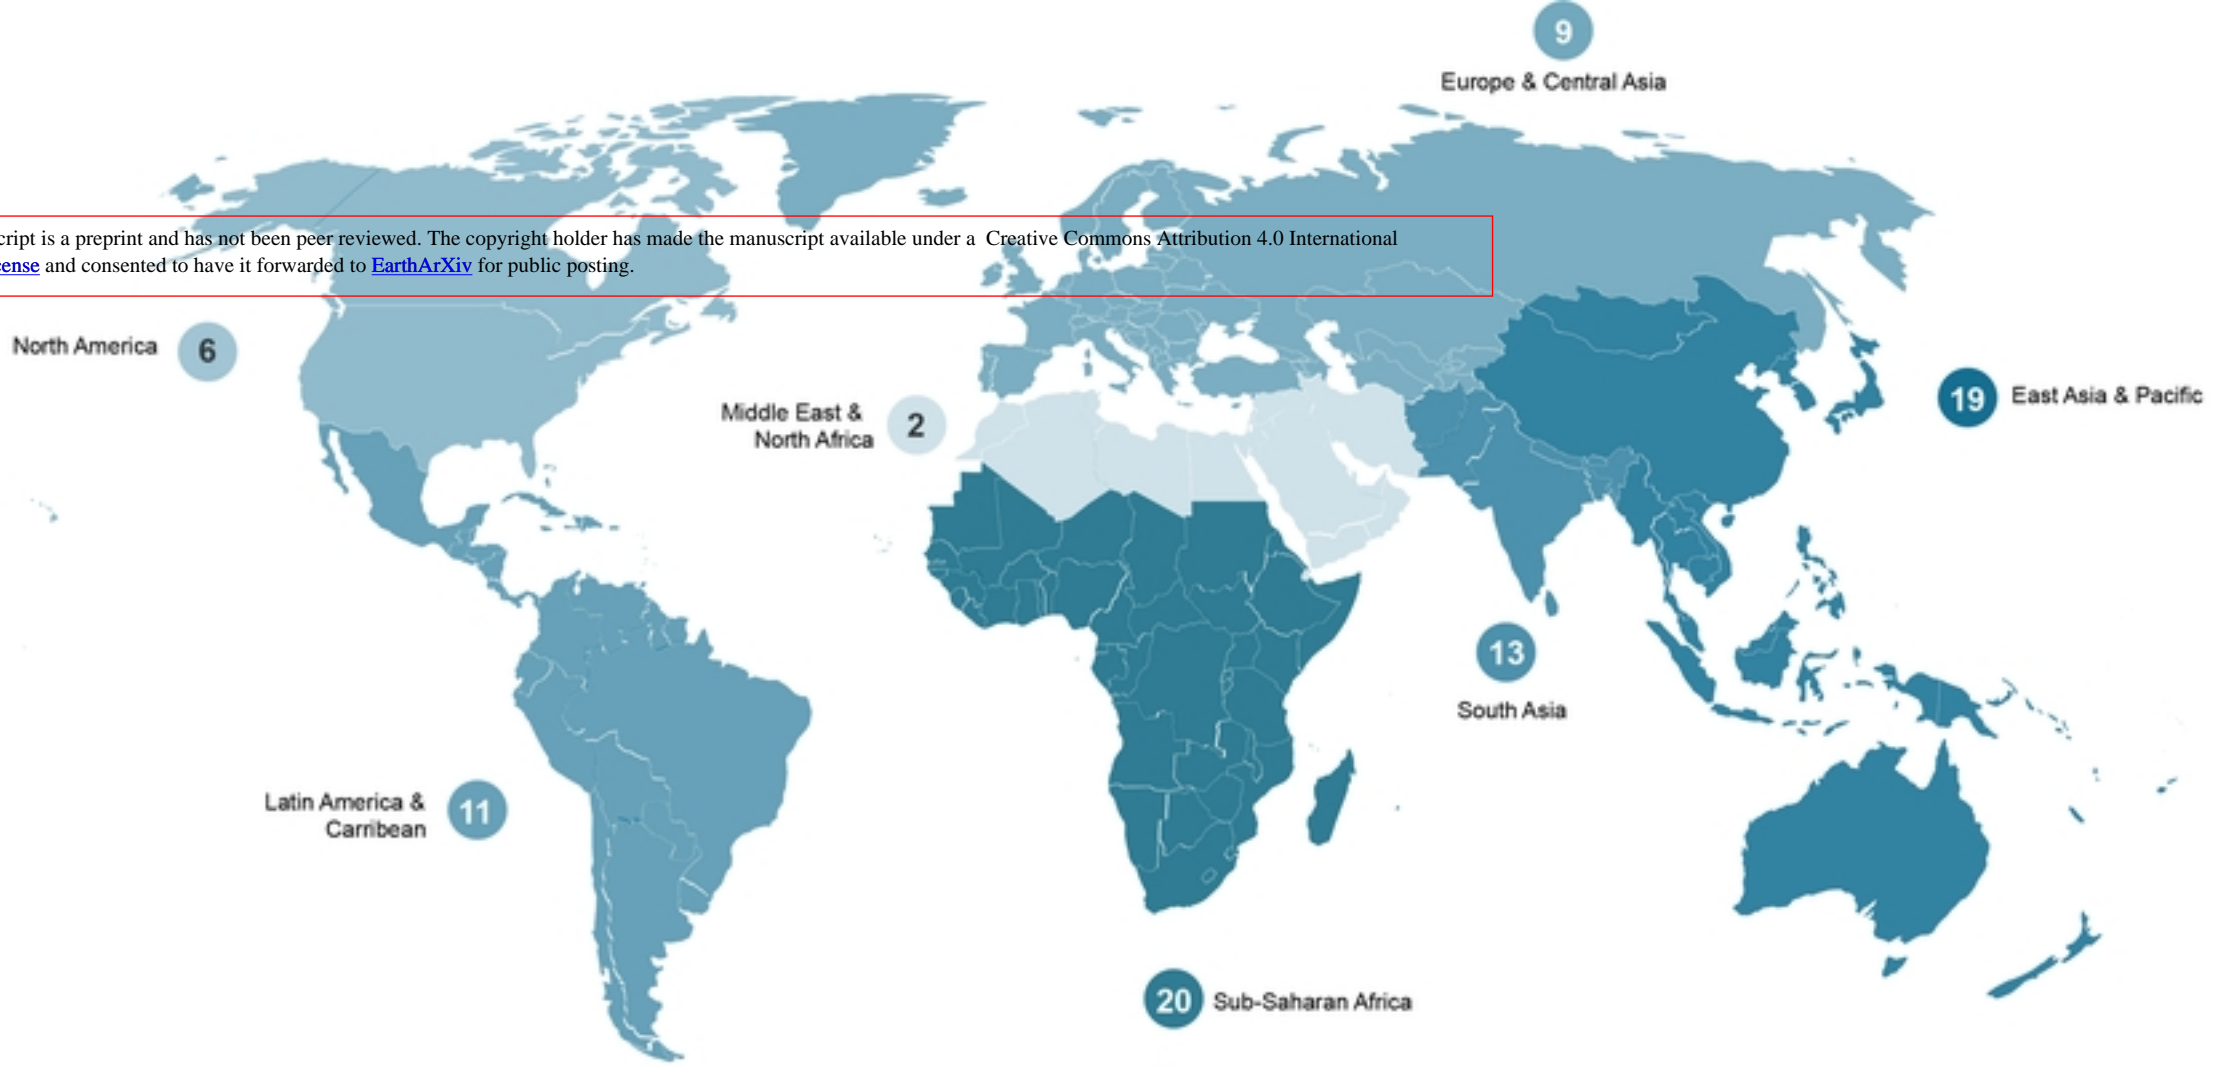 9
Europe & Central Asia
cript is a preprint and has not been peer reviewed. The copyright holder has made the manuscript available under a Creative Commons Attribution 4.0 International
ense and consented to have it forwarded to EarthArXiv for public posting.
North America
6
Middle East &
North Africa
2
19
East Asia & Pacific
13
South Asia
Latin America &
Carribean
11
20
Sub-Saharan Africa